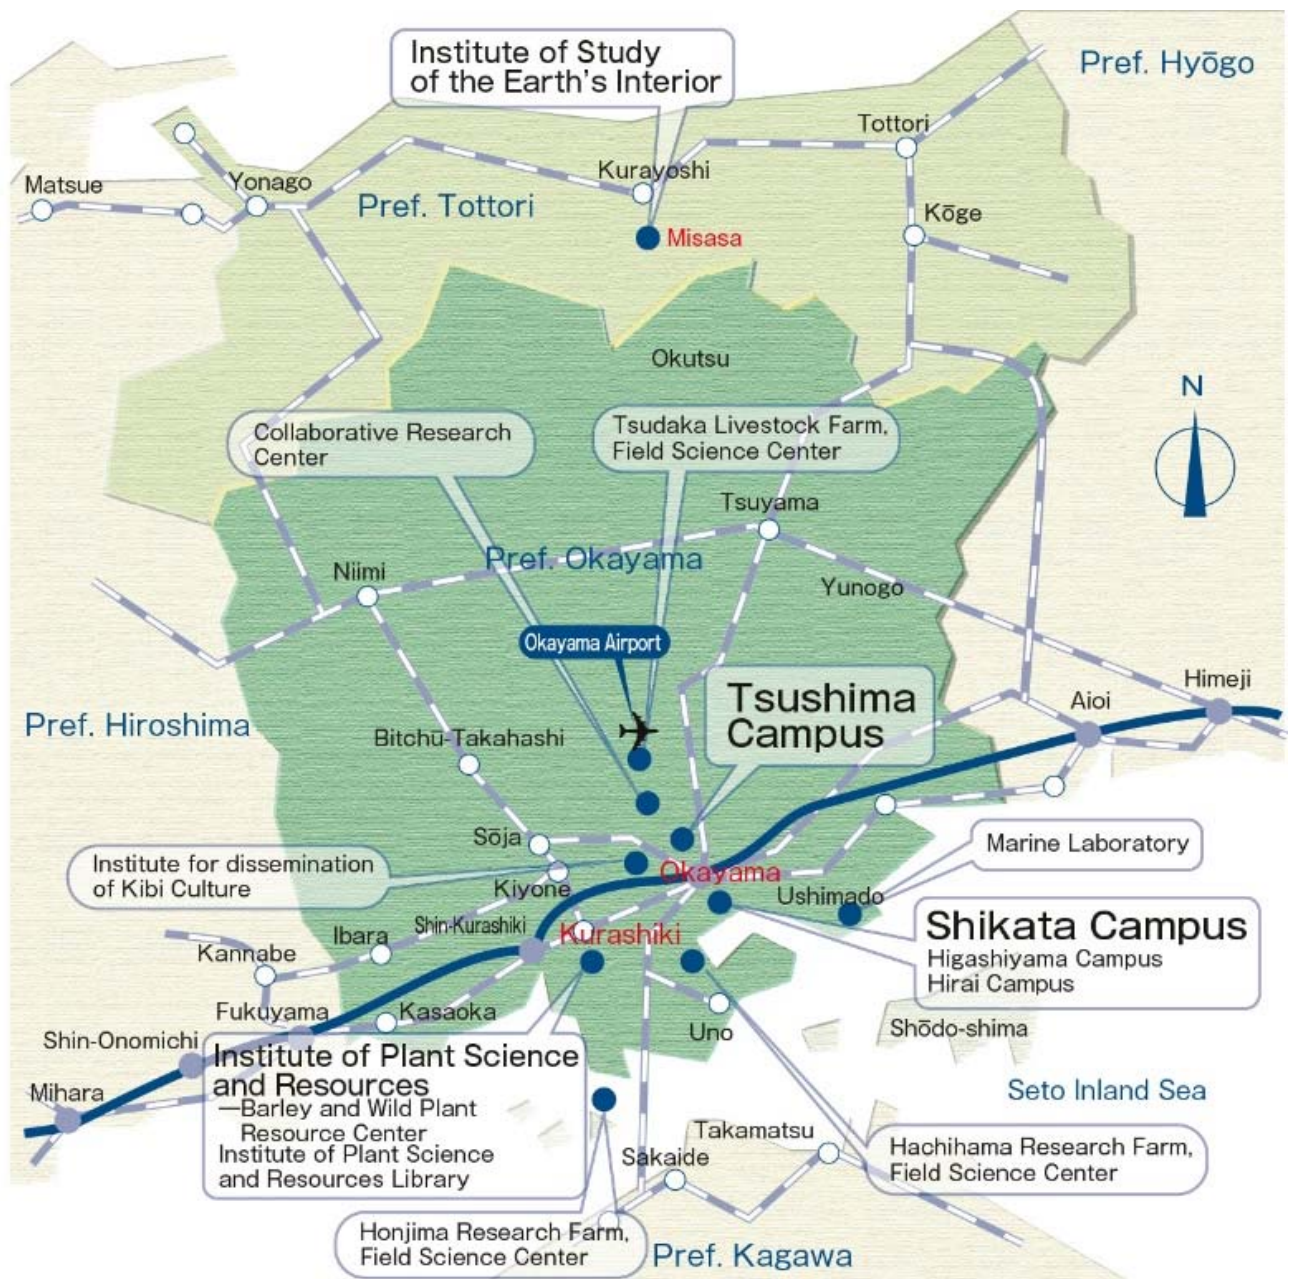 Institute of Study
of the Earth's Interior
Pref. Hyōgo
Tottori
Kurayoshi
Matsue
Yonago
Pref. Tottori
Kōge
Misasa
Okutsu
N
Collaborative Research
Center
Tsudaka Livestock Farm,
Field Science Center
Tsuyama
Pref. Okayama
Niimi
Yunogo
Okayama Airport
Tsushima
Campus
Himeji
Aioi
Pref. Hiroshima
Bitchū-Takahashi
Sōja
Marine Laboratory
Institute for dissemination
of Kibi Culture
Okayama
Kiyone
Ushimado
Shin-Kurashiki
Kurashiki
Shikata Campus
Higashiyama Campus
Hirai Campus
Ibara
Kannabe
Fukuyama
Kasaoka
Uno
Shōdo-shima
Shin-Onomichi
Institute of Plant Science
and Resources
—Barley and Wild Plant
Resource Center
Institute of Plant Science
and Resources Library
Mihara
Seto Inland Sea
Takamatsu
Sakaide
Hachihama Research Farm,
Field Science Center
Honjima Research Farm,
Field Science Center
Pref. Kagawa